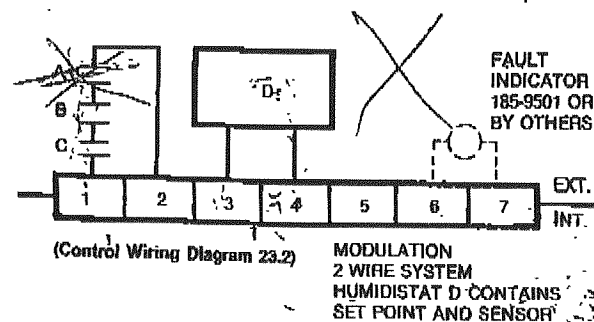 A
B
C
D
FAULT
INDICATOR
185-9501 OR
BY OTHERS
1 2 3 4 5 6 7
EXT.
INT.
(Control Wiring Diagram 23.2)
MODULATION
2 WIRE SYSTEM
HUMIDISTAT D CONTAINS
SET POINT AND SENSOR